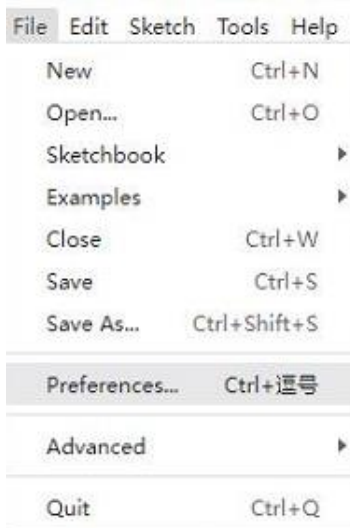 File Edit Sketch Tools Help
New Ctrl+N
Open... Ctrl+O
Sketchbook
Examples
Close Ctrl+W
Save Ctrl+S
Save As... Ctrl+Shift+S
Preferences... Ctrl+逗号
Advanced
Quit Ctrl+Q